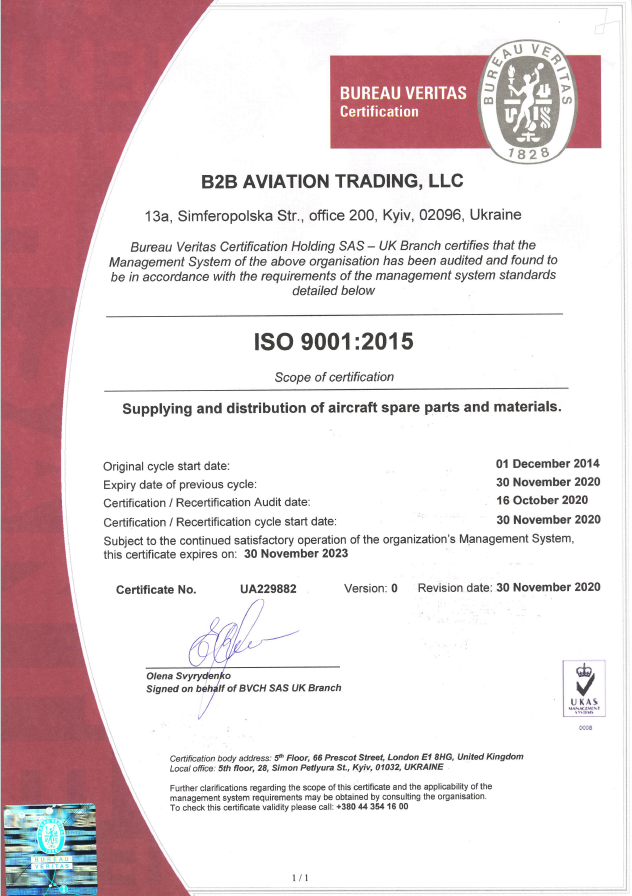 BUREAU VERITAS
Certification
BUREAU VERITAS
1828
B2B AVIATION TRADING, LLC
13a, Simferopolska Str., office 200, Kyiv, 02096, Ukraine
Bureau Veritas Certification Holding SAS – UK Branch certifies that the
Management System of the above organisation has been audited and found to
be in accordance with the requirements of the management system standards
detailed below
ISO 9001:2015
Scope of certification
Supplying and distribution of aircraft spare parts and materials.
Original cycle start date: 01 December 2014
Expiry date of previous cycle: 30 November 2020
Certification / Recertification Audit date: 16 October 2020
Certification / Recertification cycle start date: 30 November 2020
Subject to the continued satisfactory operation of the organization's Management System,
this certificate expires on: 30 November 2023
Certificate No. UA229882 Version: 0 Revision date: 30 November 2020
Olena Svyrydenko
Signed on behalf of BVCH SAS UK Branch
UKAS
MANAGEMENT
SYSTEMS
0008
Certification body address: 5th Floor, 66 Prescot Street, London E1 8HG, United Kingdom
Local office: 5th floor, 28, Simon Petlyura St., Kyiv, 01032, UKRAINE
Further clarifications regarding the scope of this certificate and the applicability of the
management system requirements may be obtained by consulting the organisation.
To check this certificate validity please call: +380 44 354 16 00
BUREAU
VERITAS
1 / 1